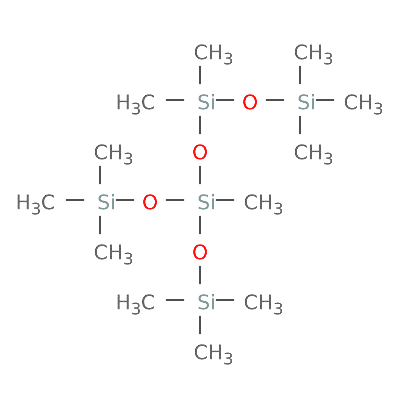 CH₃ CH₃
H₃C Si O Si CH₃
CH₃ O CH₃
H₃C Si O Si CH₃
CH₃ O
H₃C Si CH₃
CH₃